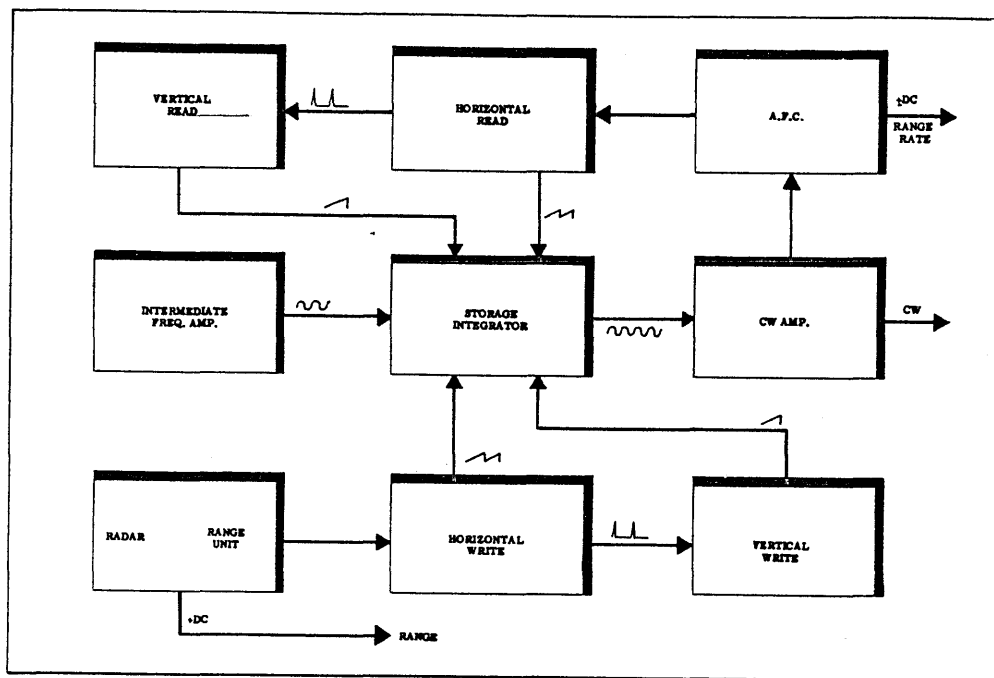 VERTICAL
READ
HORIZONTAL
READ
A.F.C.
±DC
RANGE
RATE
INTERMEDIATE
FREQ. AMP.
STORAGE
INTEGRATOR
CW AMP.
CW
RADAR
RANGE
UNIT
HORIZONTAL
WRITE
VERTICAL
WRITE
+DC
RANGE